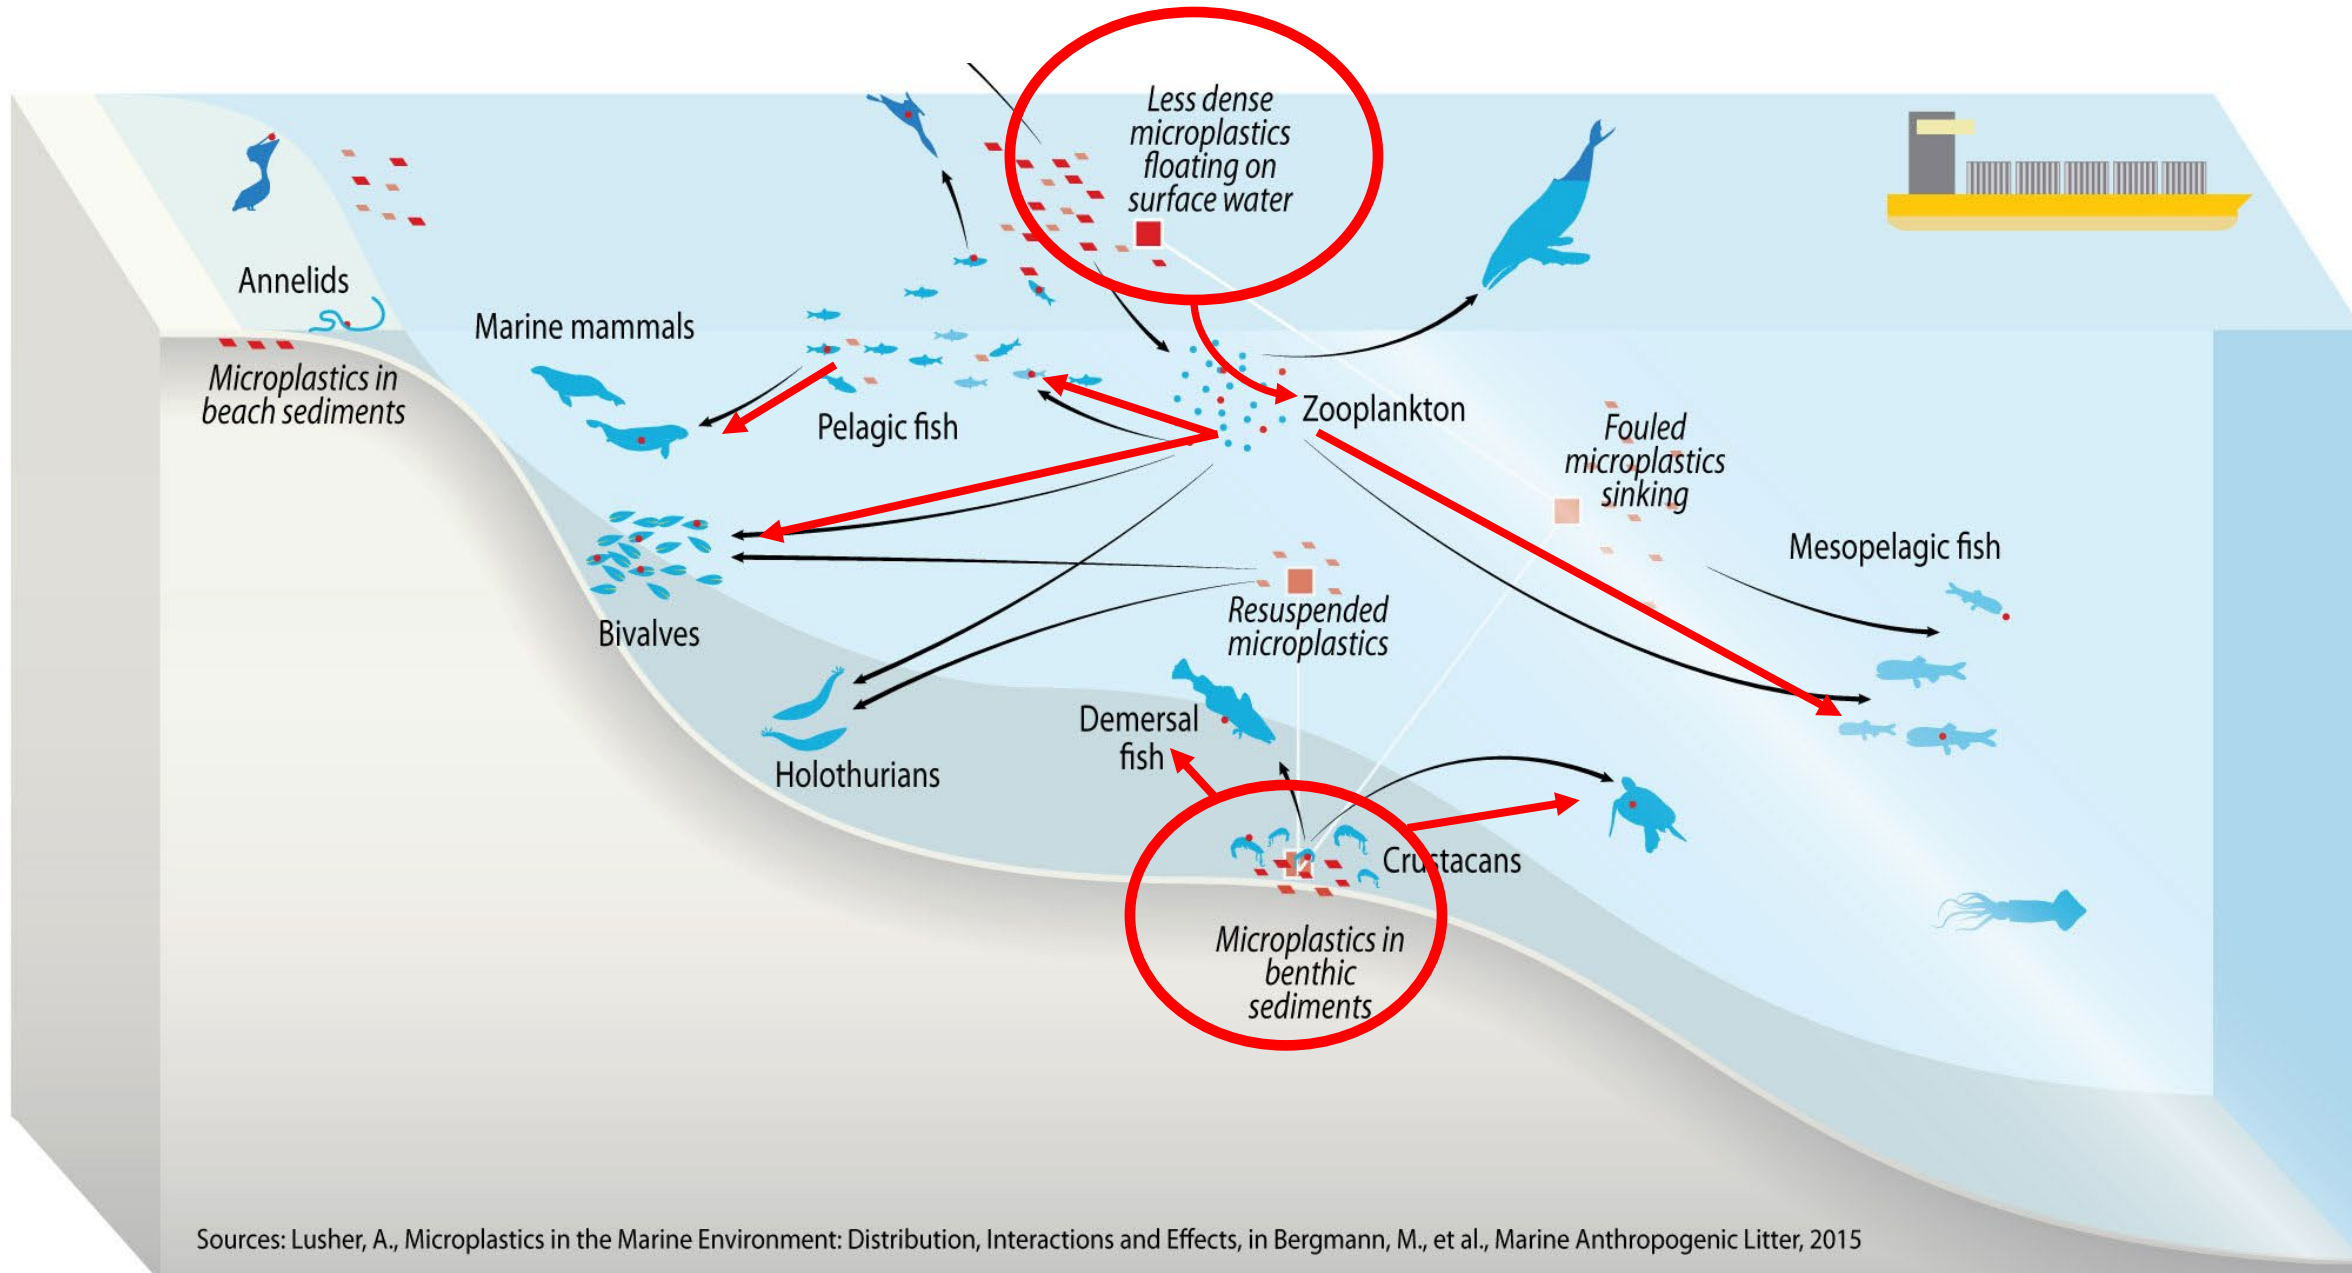 Less dense
microplastics
floating on
surface water
Annelids
Marine mammals
Microplastics in
beach sediments
Pelagic fish
Zooplankton
Fouled
microplastics
sinking
Mesopelagic fish
Resuspended
microplastics
Bivalves
Demersal
fish
Holothurians
Crustacans
Microplastics in
benthic
sediments
Sources: Lusher, A., Microplastics in the Marine Environment: Distribution, Interactions and Effects, in Bergmann, M., et al., Marine Anthropogenic Litter, 2015